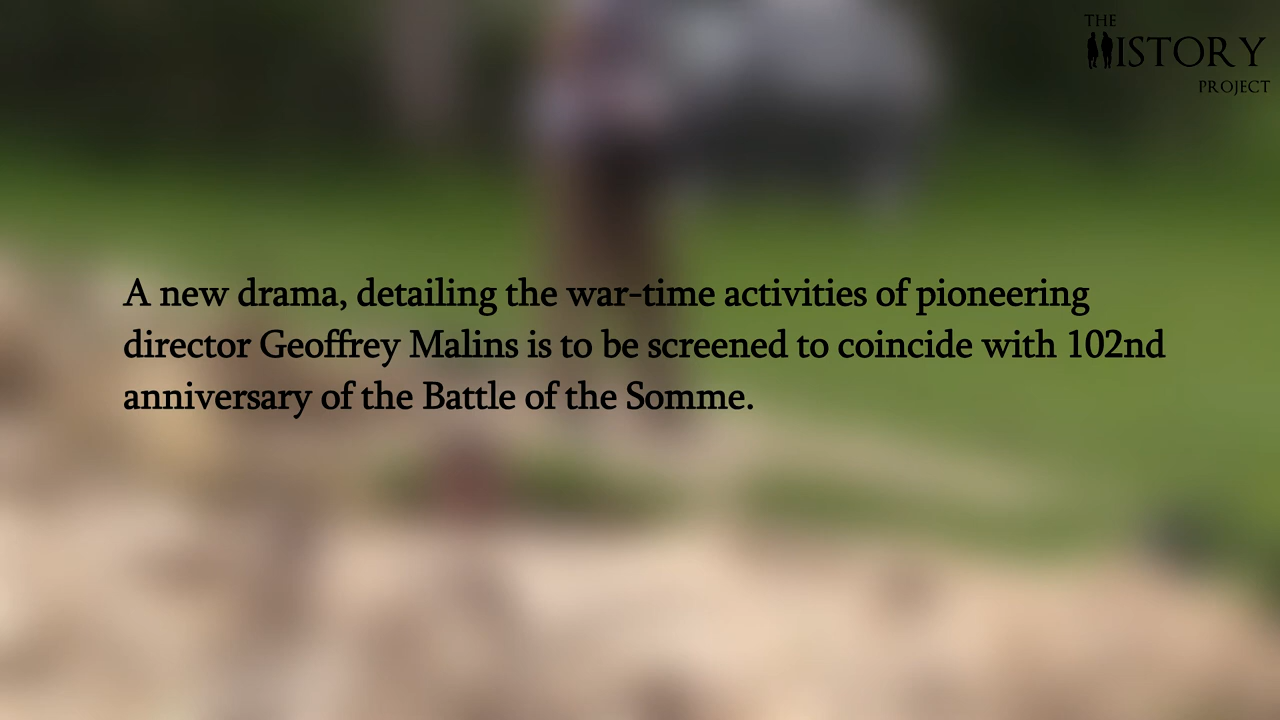 THE
HISTORY
PROJECT
A new drama, detailing the war-time activities of pioneering
director Geoffrey Malins is to be screened to coincide with 102nd
anniversary of the Battle of the Somme.